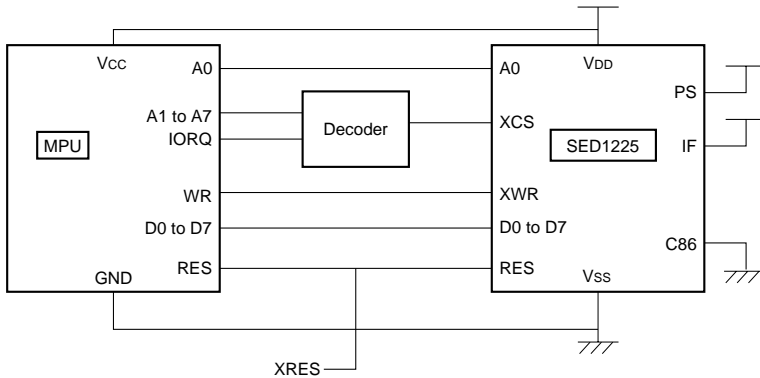 VCC
VDD
A0
A0
PS
A1 to A7
Decoder
XCS
IORQ
MPU
SED1225
IF
WR
XWR
D0 to D7
D0 to D7
C86
RES
RES
GND
VSS
XRES